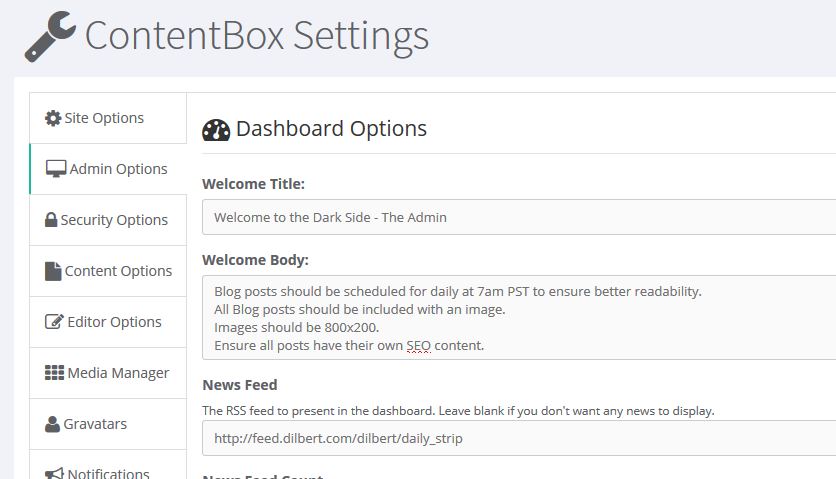 ContentBox Settings
Site Options
Admin Options
Security Options
Content Options
Editor Options
Media Manager
Gravatars
Notifications
Dashboard Options
Welcome Title:
Welcome to the Dark Side - The Admin
Welcome Body:
Blog posts should be scheduled for daily at 7am PST to ensure better readability.
All Blog posts should be included with an image.
Images should be 800x200.
Ensure all posts have their own SEO content.
News Feed
The RSS feed to present in the dashboard. Leave blank if you don't want any news to display.
http://feed.dilbert.com/dilbert/daily_strip
News Feed Count